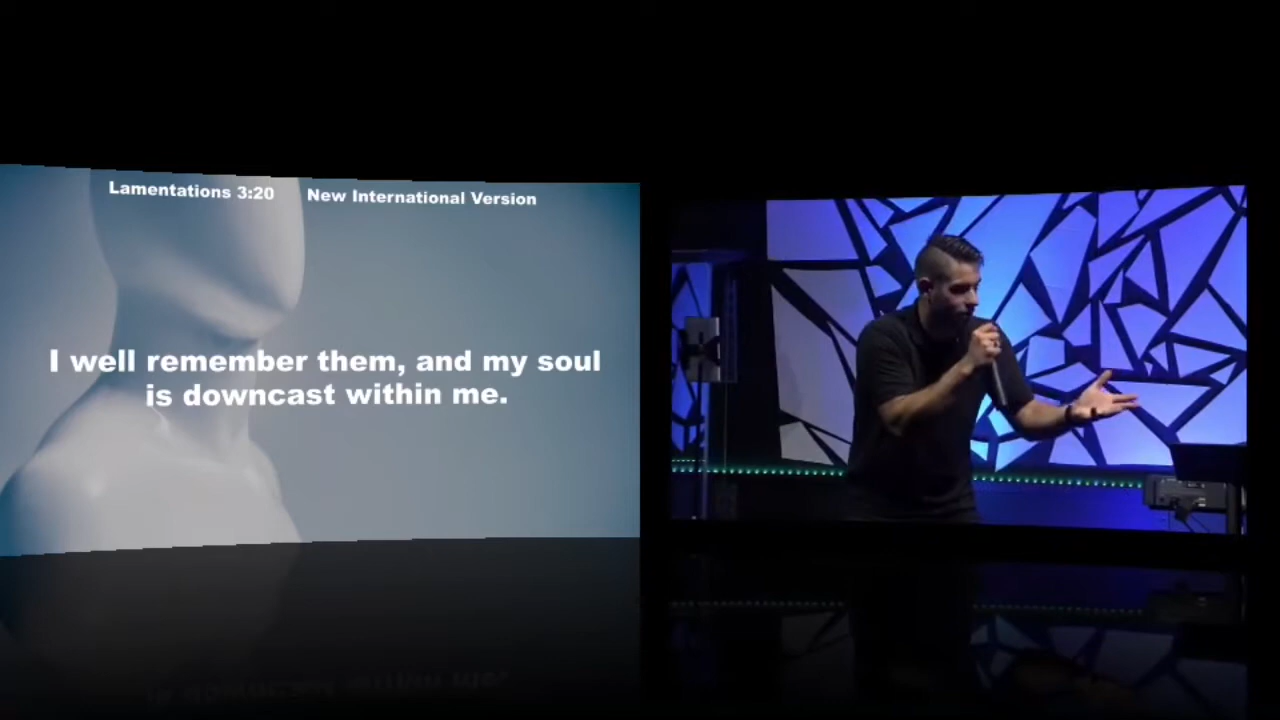 Lamentations 3:20 New International Version
I well remember them, and my soul
is downcast within me.